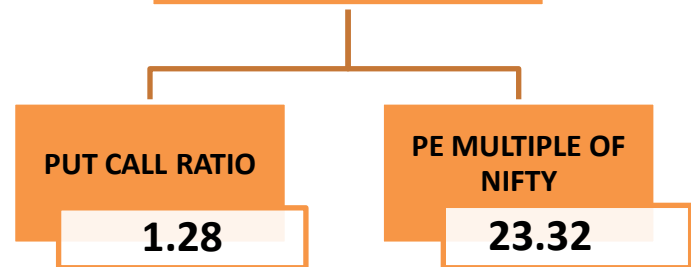 PUT CALL RATIO
1.28
PE MULTIPLE OF
NIFTY
23.32